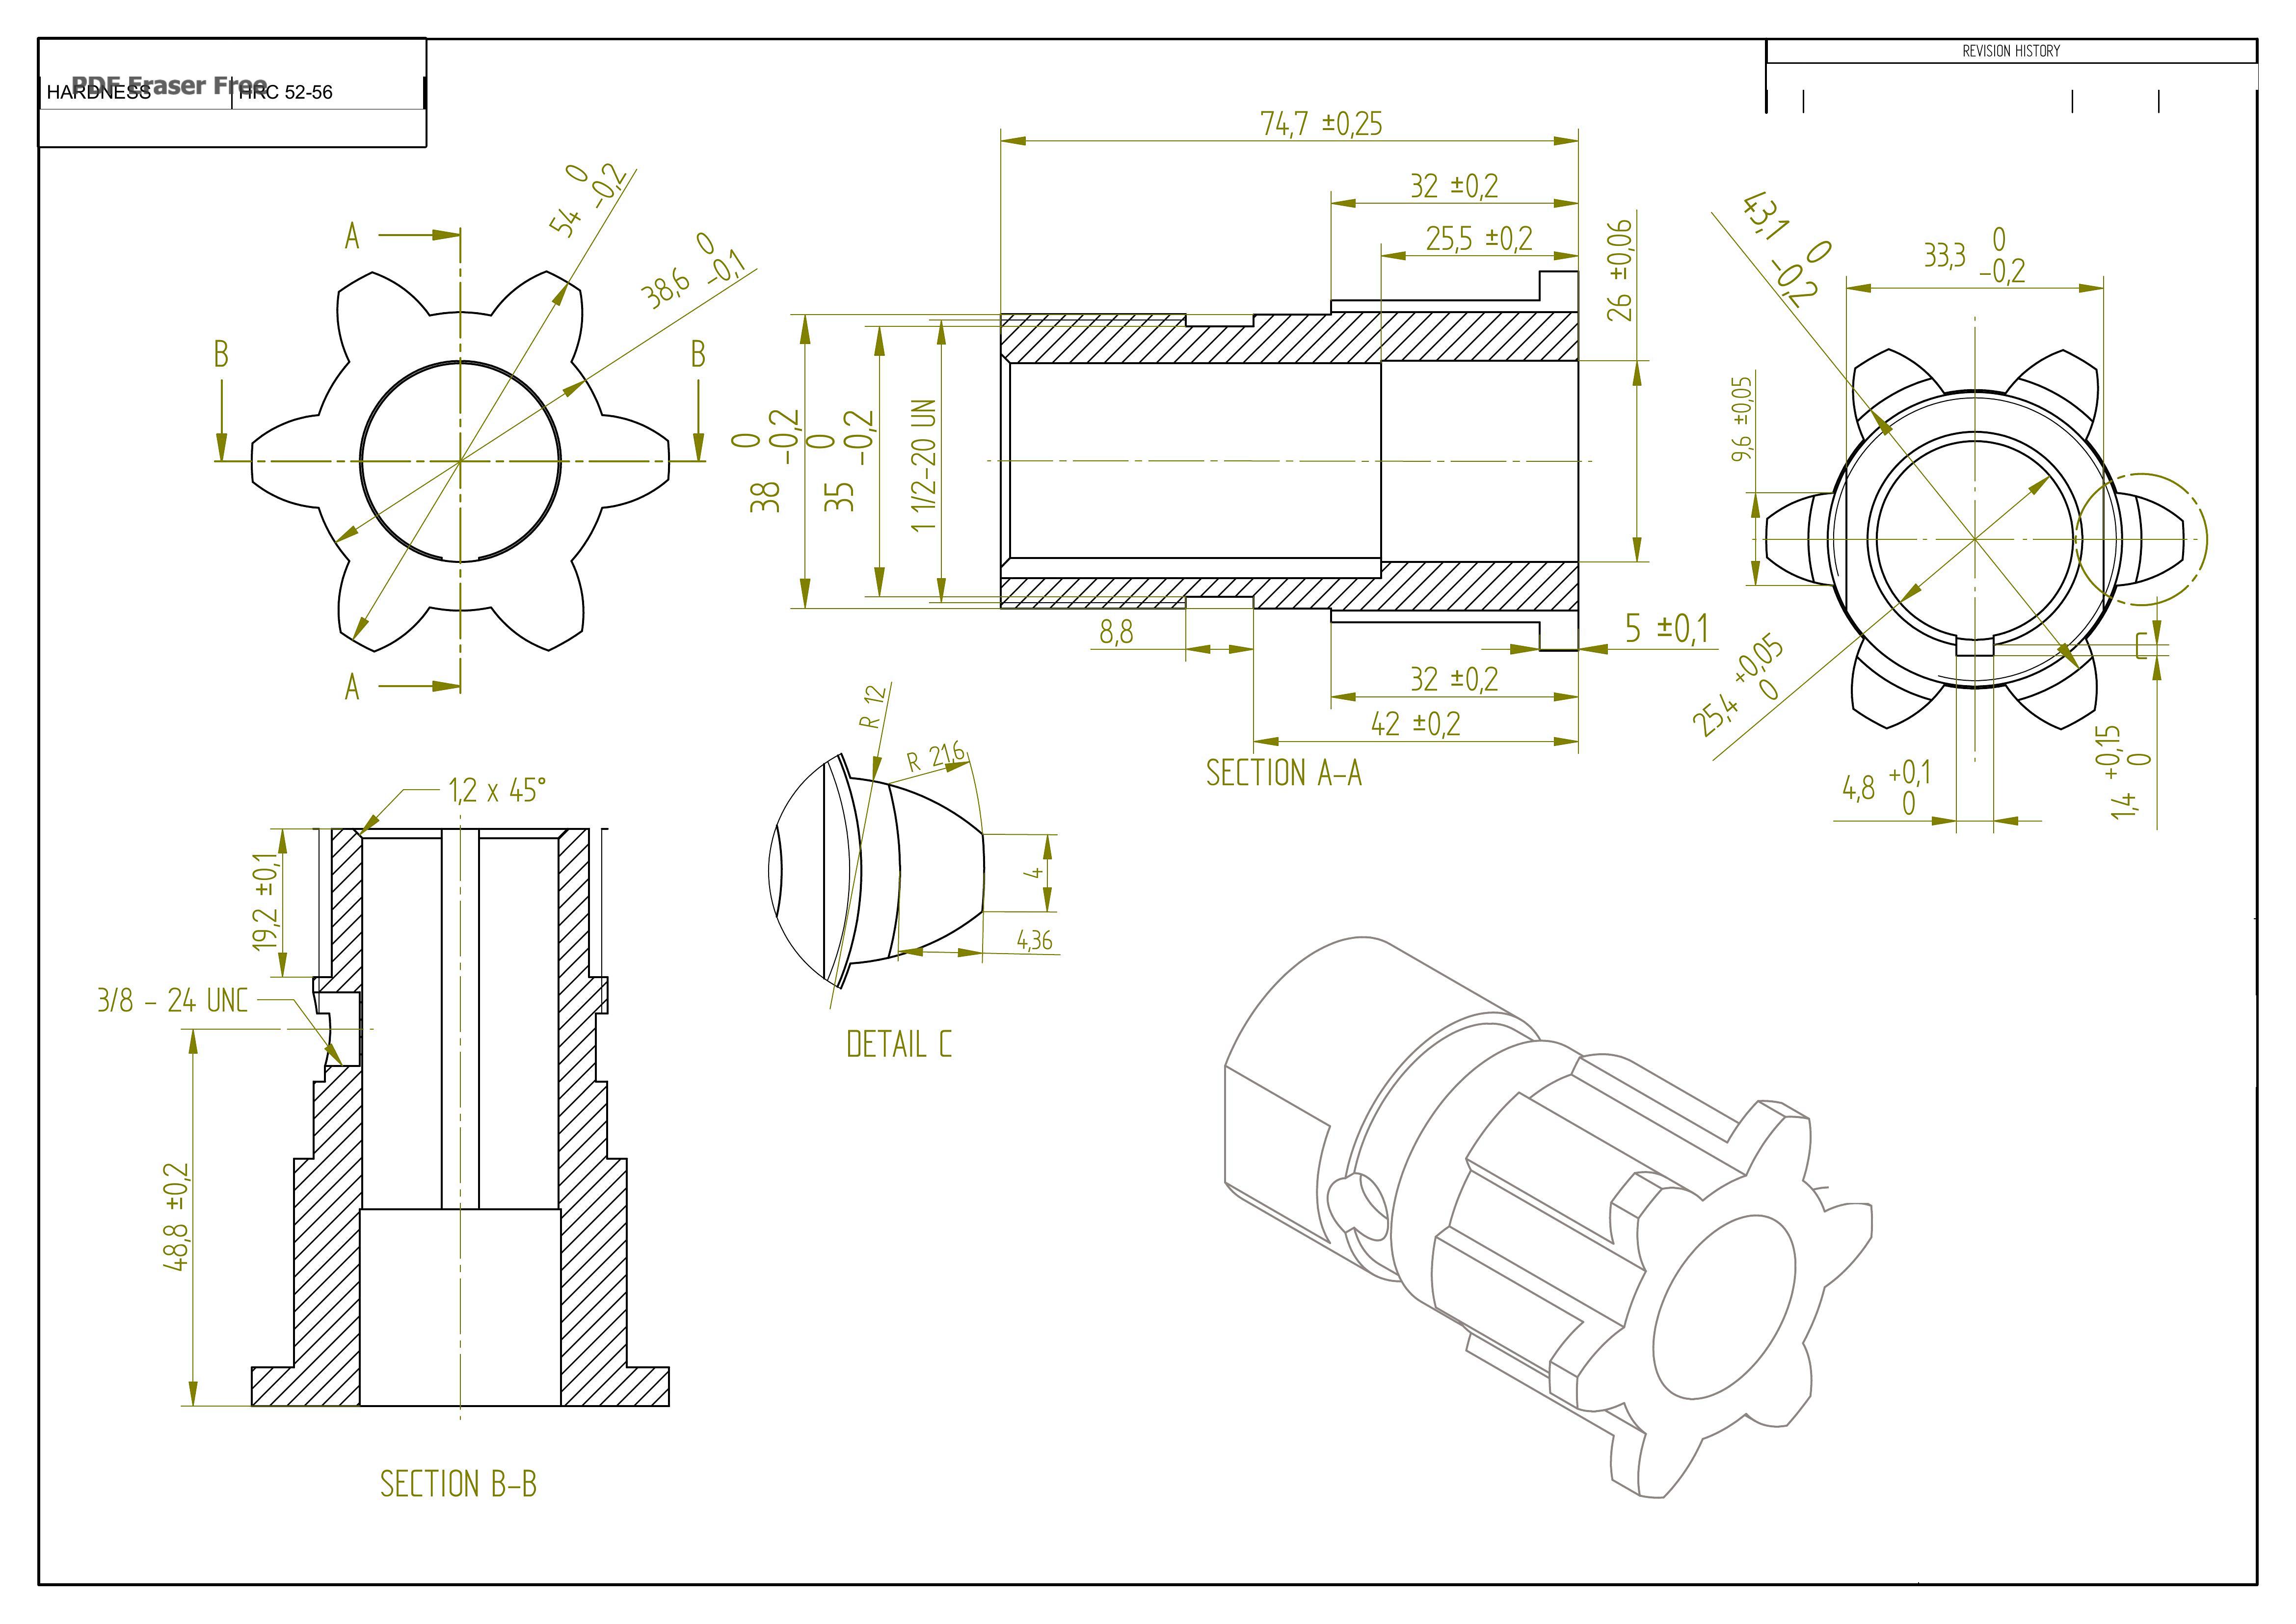 REVISION HISTORY
PDF Eraser Free
HARDNESS HRC 52-56
74,7 ±0,25
32 ±0,2
25,5 ±0,2
26 ±0,06
54 0 -0,2
38,6 0 -0,1
A
B B
A
43,1 0 -0,2
33,3 0 -0,2
9,6 ±0,05
38 0 -0,2
35 0 -0,2
1 1/2-20 UN
8,8
5 ±0,1
32 ±0,2
42 ±0,2
SECTION A-A
C
25,4 +0,05 0
4,8 +0,1 0
1,4 +0,15 0
1,2 x 45°
19,2 ±0,1
3/8 - 24 UNC
48,8 ±0,2
SECTION B-B
R 12
R 21,6
4
4,36
DETAIL C